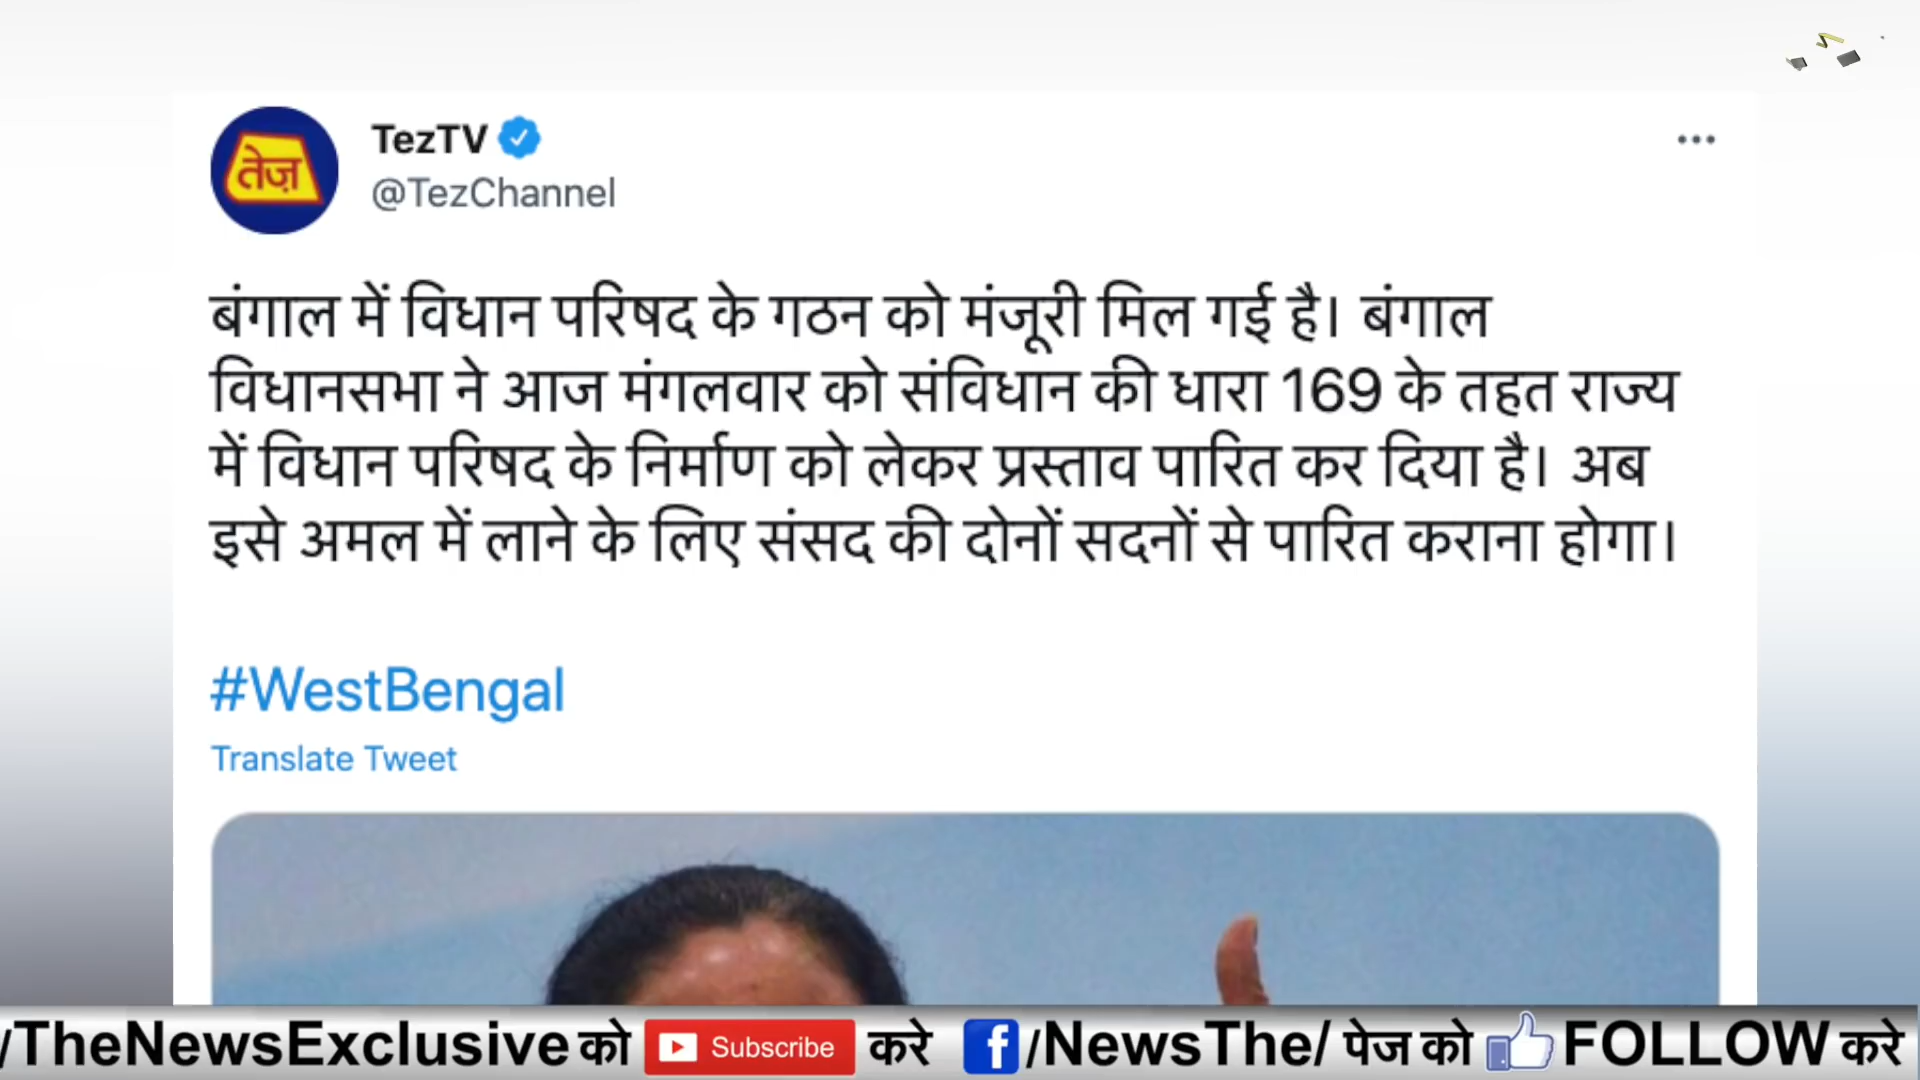 तेज़
TezTV
@TezChannel
बंगाल में विधान परिषद के गठन को मंजूरी मिल गई है। बंगाल
विधानसभा ने आज मंगलवार को संविधान की धारा 169 के तहत राज्य
में विधान परिषद के निर्माण को लेकर प्रस्ताव पारित कर दिया है। अब
इसे अमल में लाने के लिए संसद की दोनों सदनों से पारित कराना होगा।
#WestBengal
Translate Tweet
/TheNewsExclusive को Subscribe करे f/NewsThe/ पेज को FOLLOW करे